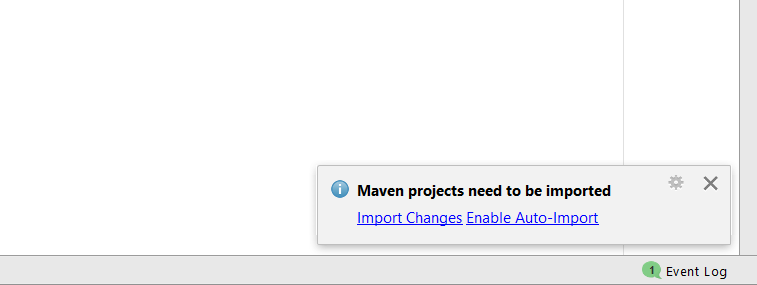 Maven projects need to be imported
Import Changes Enable Auto-Import
1 Event Log